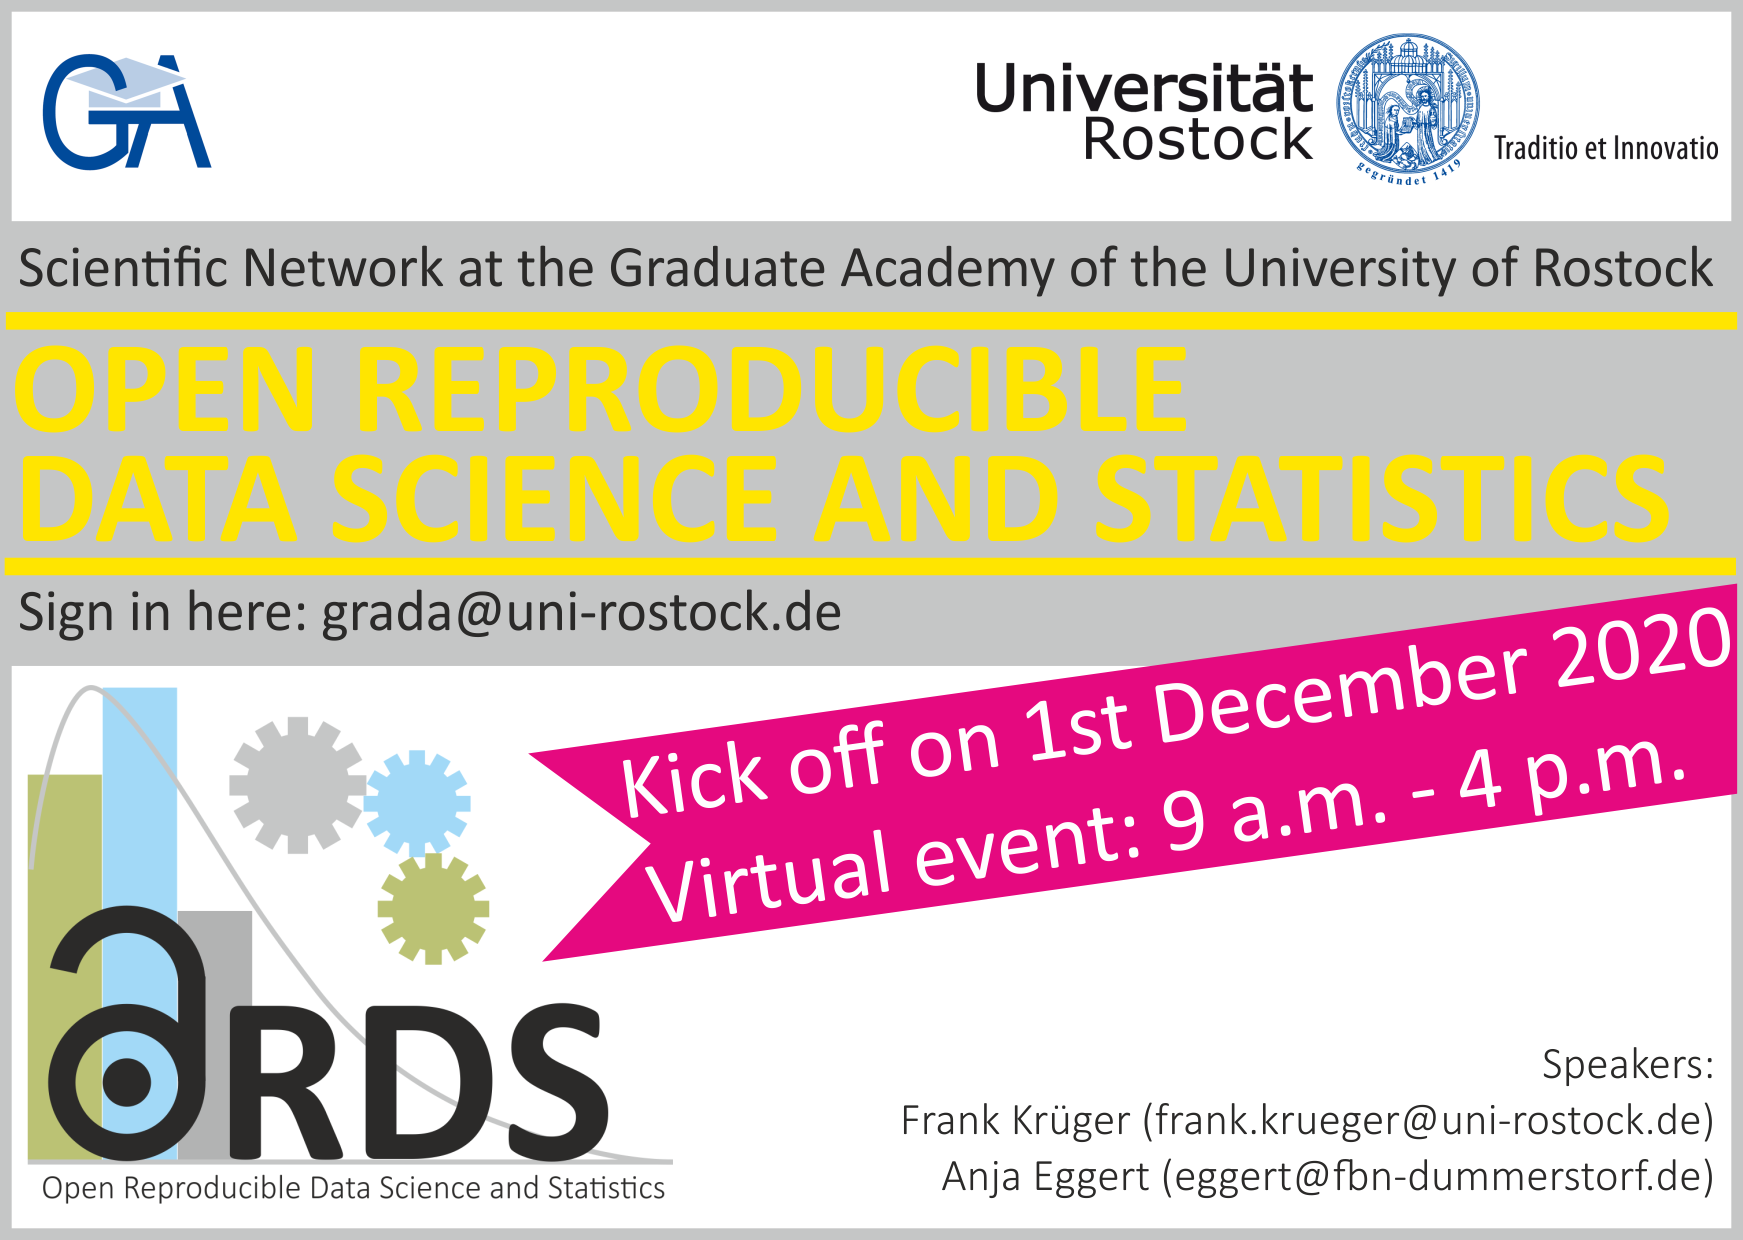 GA
Universität
Rostock
gegründet 1419
Traditio et Innovatio
Scientific Network at the Graduate Academy of the University of Rostock
OPEN REPRODUCIBLE
DATA SCIENCE AND STATISTICS
Sign in here: grada@uni-rostock.de
Kick off on 1st December 2020
Virtual event: 9 a.m. - 4 p.m.
ORDS
Open Reproducible Data Science and Statistics
Speakers:
Frank Krüger (frank.krueger@uni-rostock.de)
Anja Eggert (eggert@fbn-dummerstorf.de)